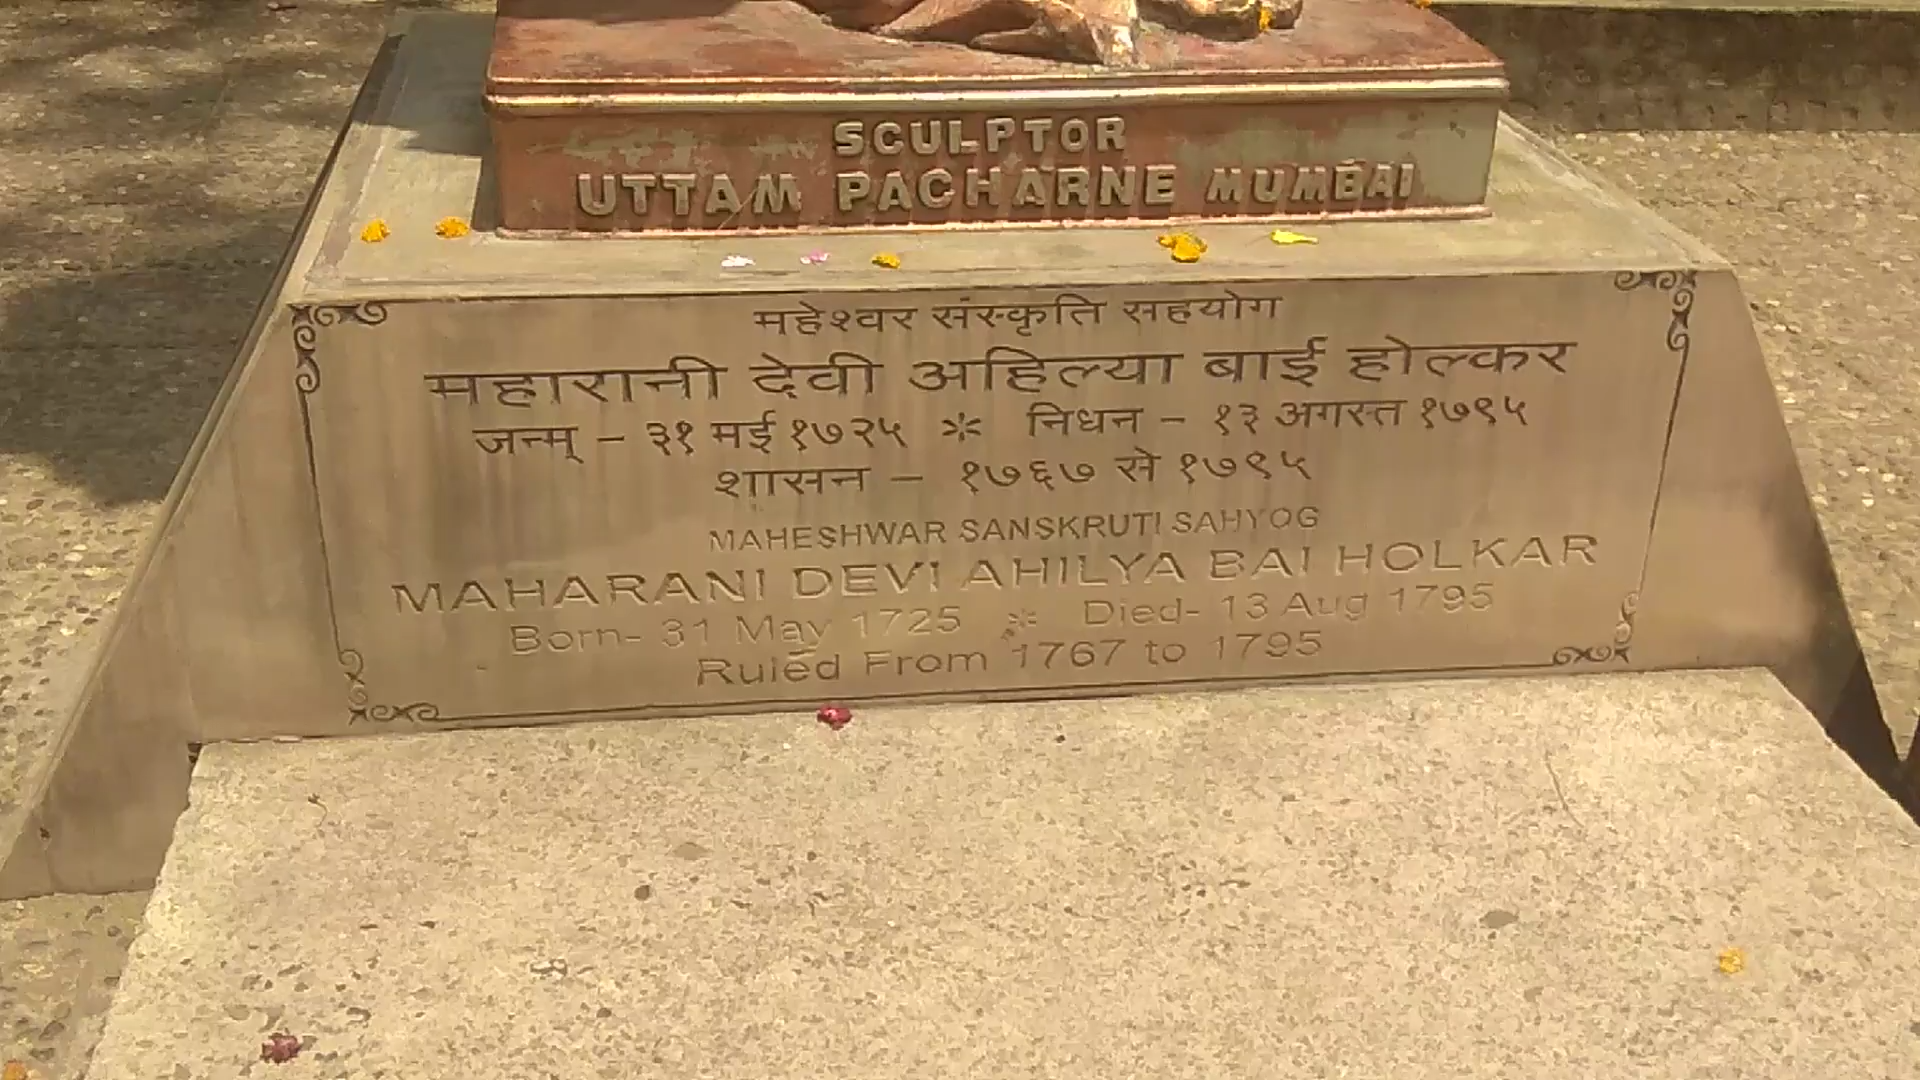 SCULPTOR
UTTAM PACHARNE MUMBAI
महेश्वर संस्कृति सहयोग
महारानी देवी अहिल्या बाई होल्कर
जन्म् – ३१ मई १७२५ * निधन – १३ अगस्त १७९५
शासन – १७६७ से १७९५
MAHESHWAR SANSKRUTI SAHYOG
MAHARANI DEVI AHILYA BAI HOLKAR
Born- 31 May 1725 * Died- 13 Aug 1795
Ruled From 1767 to 1795